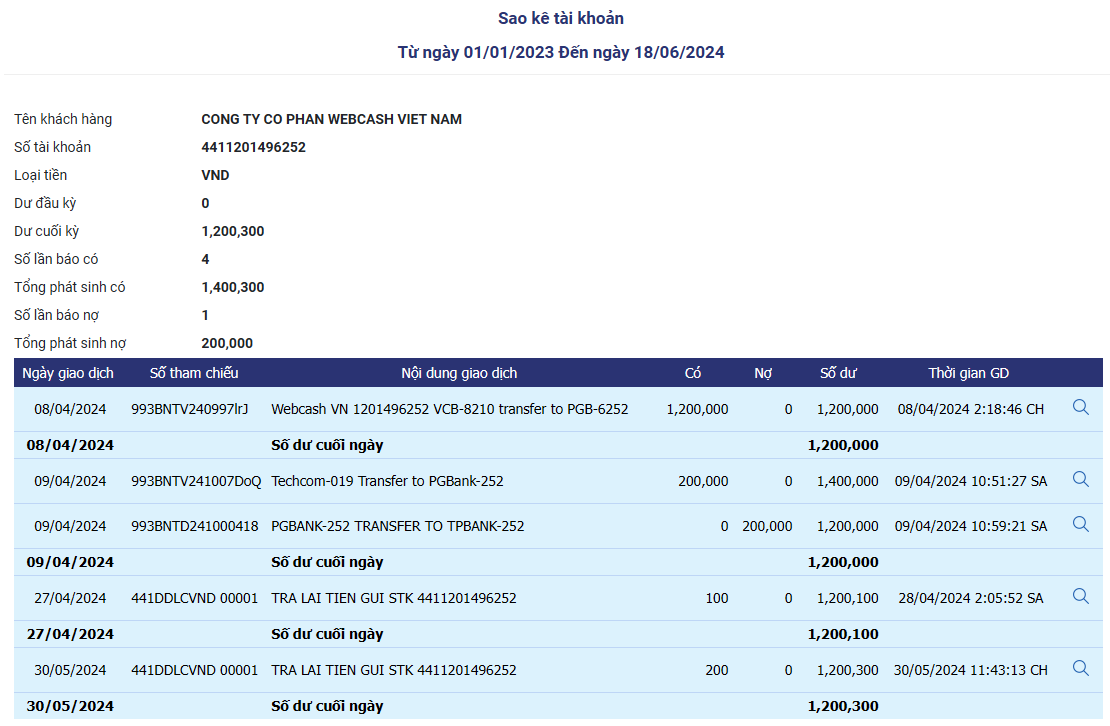 Sao kê tài khoản
Từ ngày 01/01/2023 Đến ngày 18/06/2024
Tên khách hàng CONG TY CO PHAN WEBCASH VIET NAM
Số tài khoản 4411201496252
Loại tiền VND
Dư đầu kỳ 0
Dư cuối kỳ 1,200,300
Số lần báo có 4
Tổng phát sinh có 1,400,300
Số lần báo nợ 1
Tổng phát sinh nợ 200,000
Ngày giao dịch Số tham chiếu Nội dung giao dịch Có Nợ Số dư Thời gian GD
08/04/2024 993BNTV240997lrJ Webcash VN 1201496252 VCB-8210 transfer to PGB-6252 1,200,000 0 1,200,000 08/04/2024 2:18:46 CH
08/04/2024 Số dư cuối ngày 1,200,000
09/04/2024 993BNTV241007DoQ Techcom-019 Transfer to PGBank-252 200,000 0 1,400,000 09/04/2024 10:51:27 SA
09/04/2024 993BNTD241000418 PGBANK-252 TRANSFER TO TPBANK-252 0 200,000 1,200,000 09/04/2024 10:59:21 SA
09/04/2024 Số dư cuối ngày 1,200,000
27/04/2024 441DDLCVND 00001 TRA LAI TIEN GUI STK 4411201496252 100 0 1,200,100 28/04/2024 2:05:52 SA
27/04/2024 Số dư cuối ngày 1,200,100
30/05/2024 441DDLCVND 00001 TRA LAI TIEN GUI STK 4411201496252 200 0 1,200,300 30/05/2024 11:43:13 CH
30/05/2024 Số dư cuối ngày 1,200,300